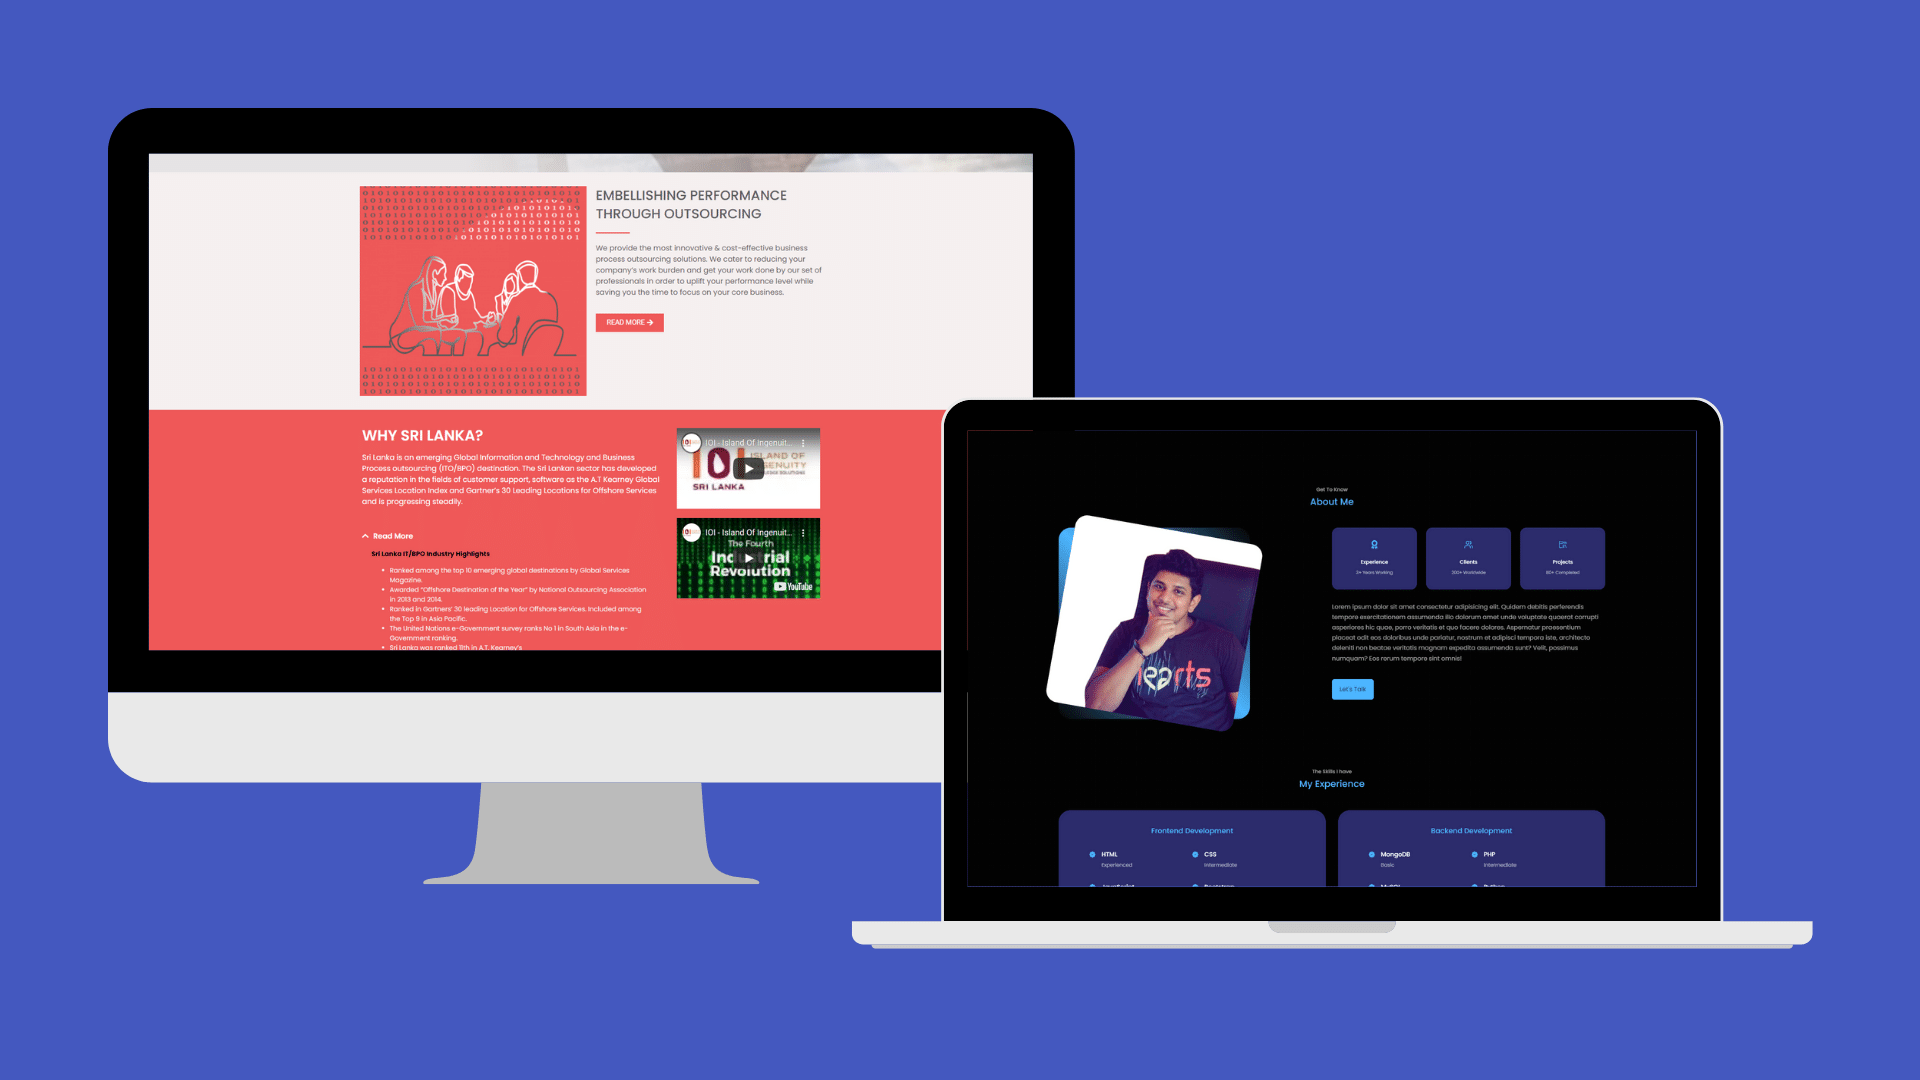 EMBELLISHING PERFORMANCE
THROUGH OUTSOURCING
We provide the most innovative & cost-effective business
process outsourcing solutions. We cater to reducing your
company's work burden and get your work done by our set of
professionals in order to uplift your performance level while
saving you the time to focus on your core business.
READ MORE
WHY SRI LANKA?
Sri Lanka is an emerging Global Information and Technology and Business
Process outsourcing (ITO/BPO) destination. The Sri Lankan sector has developed
a reputation in the fields of customer support, software as the A.T Kearney Global
Services Location Index and Gartner's 30 Leading Locations for Offshore Services
and is progressing steadily.
Read More
Sri Lanka IT/BPO Industry Highlights
Ranked among the top 10 emerging global destinations by Global Services
Magazine.
Awarded "Offshore Destination of the Year" by National Outsourcing Association
in 2013 and 2014.
Ranked in Gartners' 30 leading Location for Offshore Services. Included among
the Top 9 in Asia Pacific.
The United Nations e-Government survey ranks No 1 in South Asia in the e-
Government ranking.
Sri Lanka was ranked 11th in A.T. Kearney's
IOI - Island Of Ingenuit...
IOI ISLAND OF
INGENUITY
SRI LANKA
IOI - Island Of Ingenuit...
The Fourth
Industrial
Revolution
YouTube
Get To Know
About Me
hearts
Experience
3+ Years Working
Clients
200+ Worldwide
Projects
80+ Completed
Lorem ipsum dolor sit amet consectetur adipisicing elit. Quidem debitis perferendis
tempore exercitationem assumenda illo dolorum amet unde voluptate quaerat corrupti
asperiores hic quae, porro veritatis et quo facere dolores. Aspernatur praesentium
placeat odit eos doloribus unde pariatur, nostrum et adipisci tempora iste, architecto
deleniti non beatae veritatis magnam expedita assumenda sunt? Velit, possimus
numquam? Eos rerum tempore sint omnis!
Let's Talk
The Skills I have
My Experience
Frontend Development
HTML
Experienced
CSS
Intermediate
JavaScript
Bootstrap
Backend Development
MongoDB
Basic
PHP
Intermediate
MySQL
Python